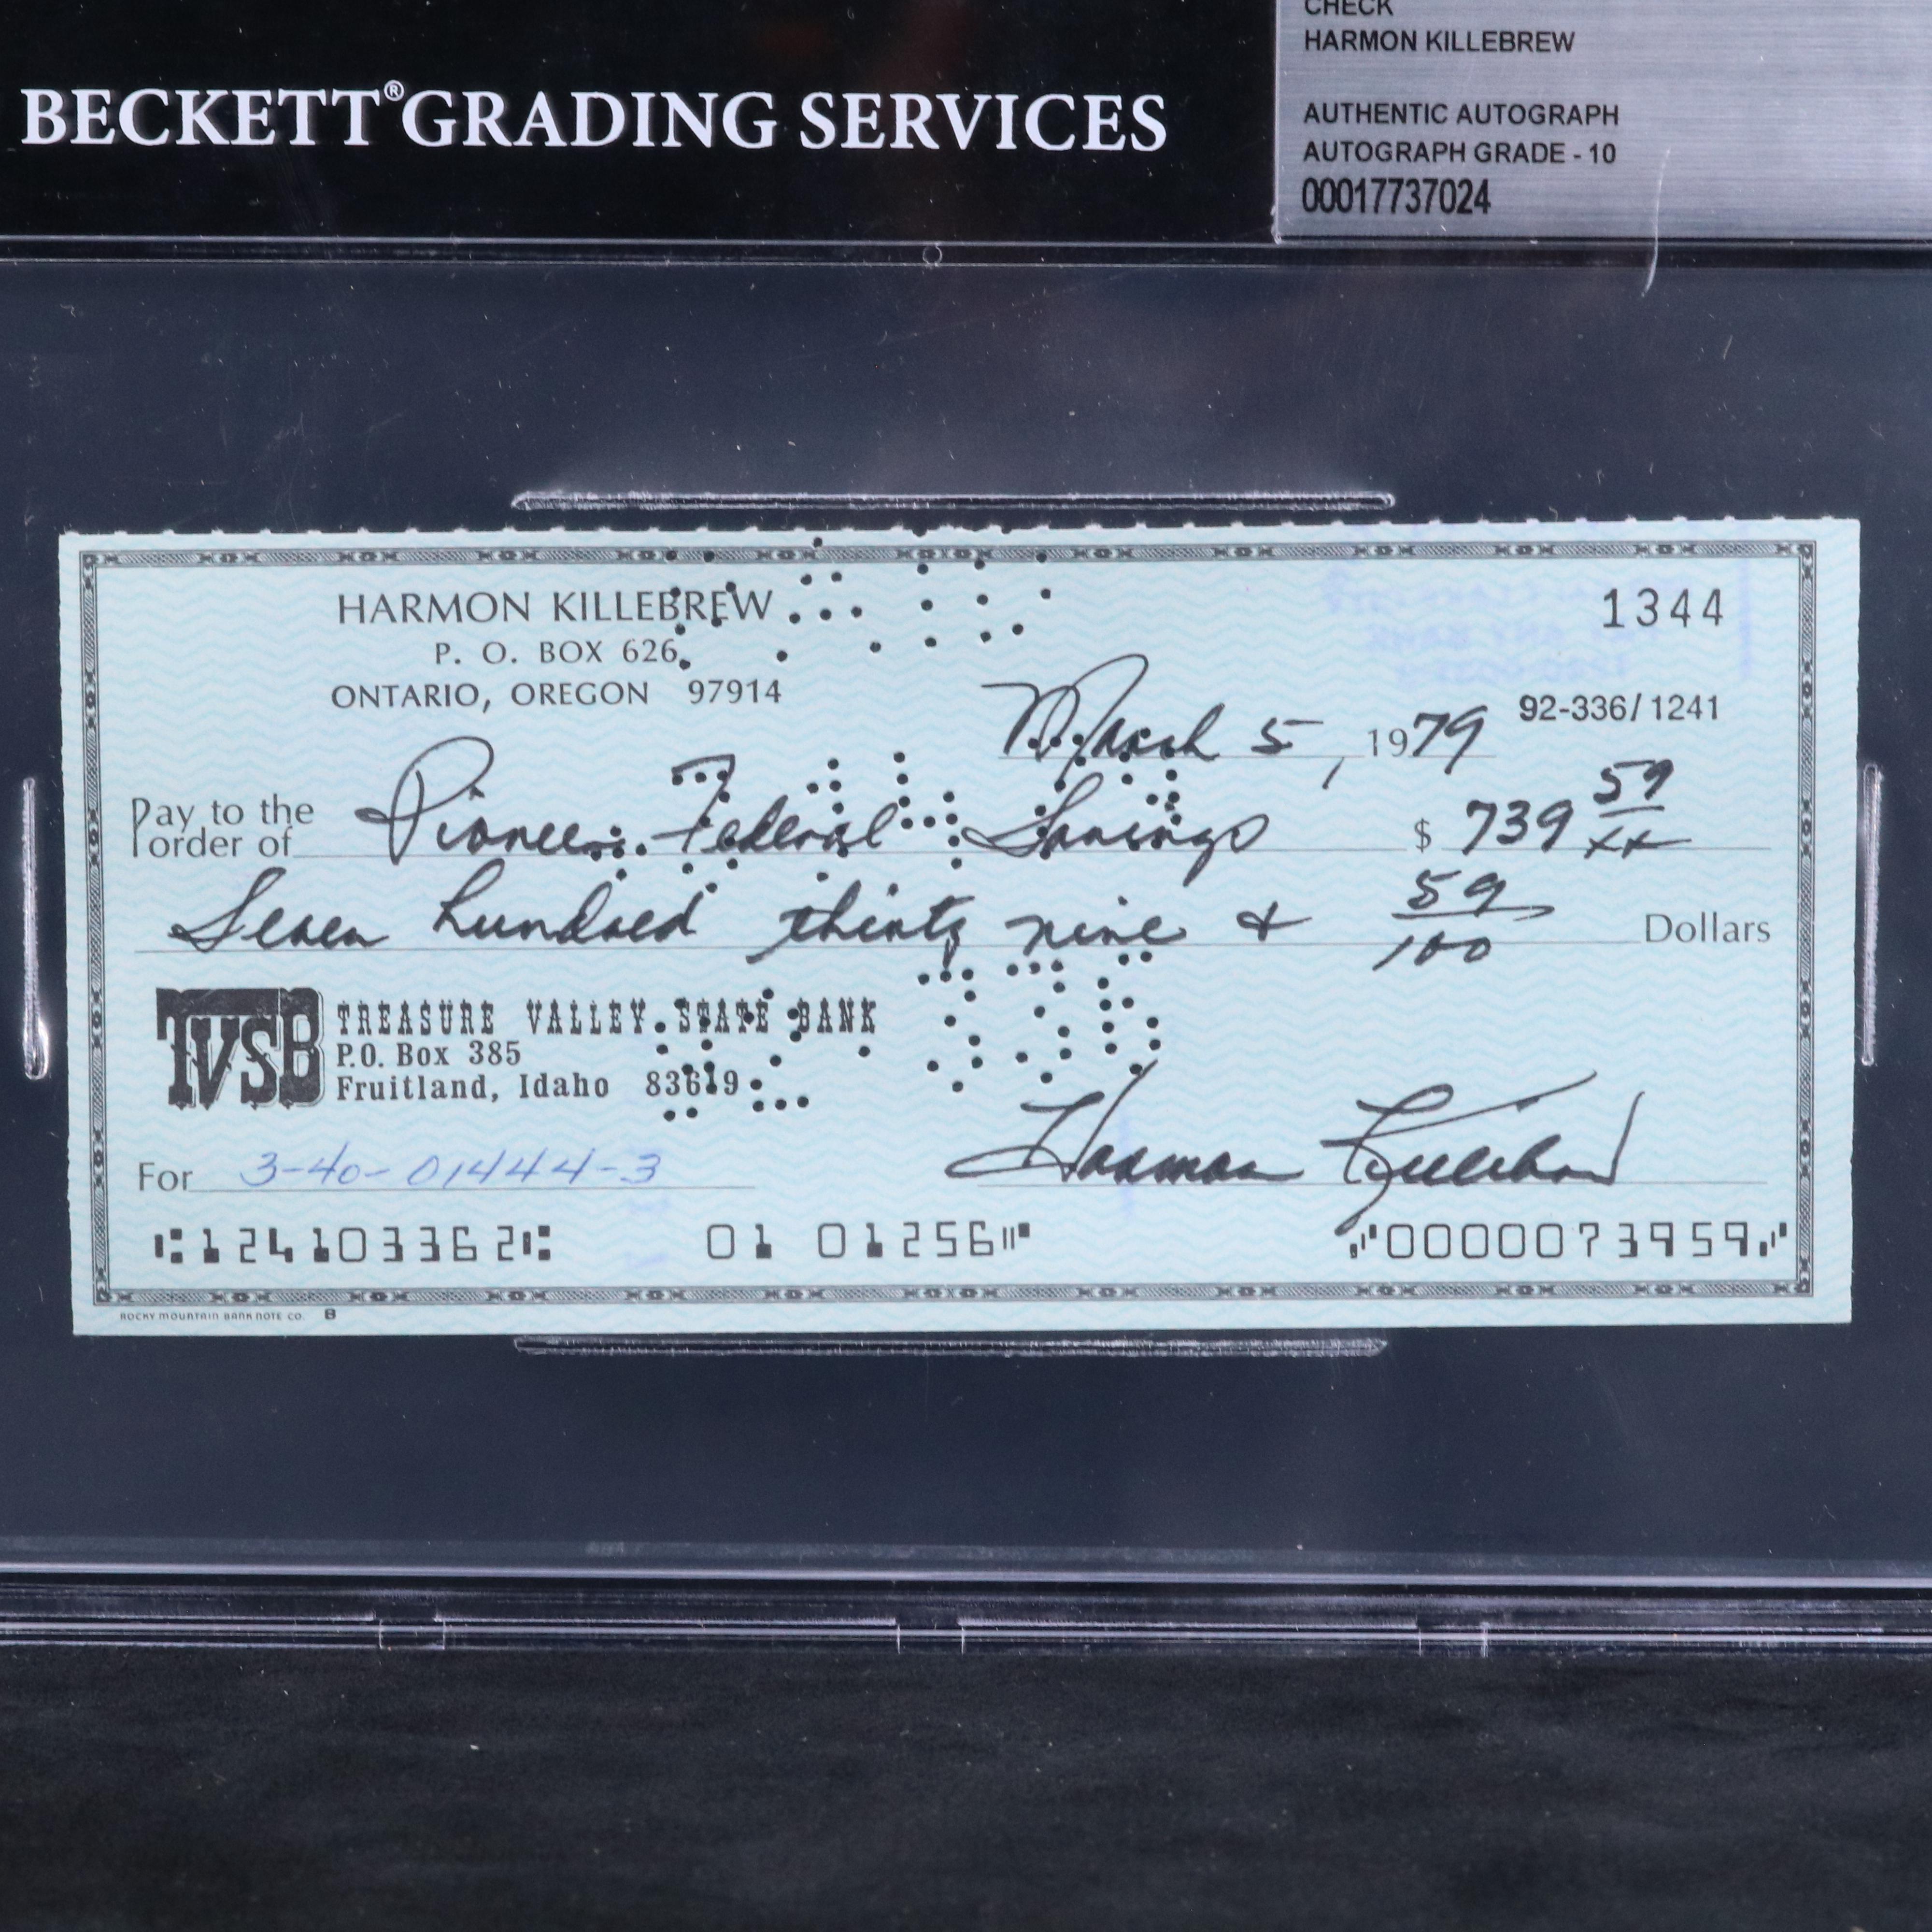 CHECK
HARMON KILLEBREW
AUTHENTIC AUTOGRAPH
AUTOGRAPH GRADE - 10
00017737024
BECKETT® GRADING SERVICES
HARMON KILLEBREW
P. O. BOX 626
ONTARIO, OREGON 97914
1344
92-336/1241
March 5, 1979
Pay to the order of Pioneer Federal Savings $ 739 59/xx
Seven hundred thirty nine & 59/100 Dollars
TVSB
TREASURE VALLEY STATE BANK
P.O. Box 385
Fruitland, Idaho 83619
For 3-40-01444-3
Harmon Killebrew
⑆124103362⑆ 01 01256⑈ ⑈0000073959⑈
ROCKY MOUNTAIN BANK NOTE CO. B